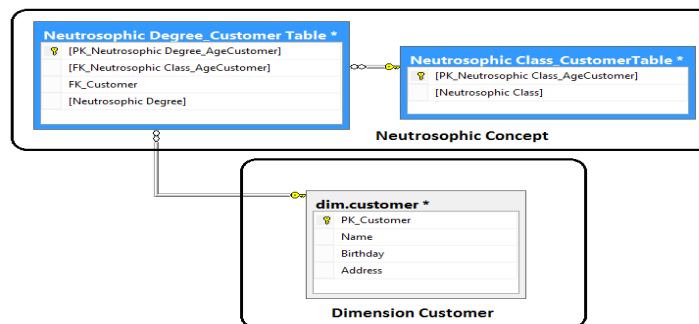 Neutrosophic Degree_Customer Table *
[PK_Neutrosophic Degree_AgeCustomer]
[FK_Neutrosophic Class_AgeCustomer]
FK_Customer
[Neutrosophic Degree]
Neutrosophic Class_CustomerTable *
[PK_Neutrosophic Class_AgeCustomer]
[Neutrosophic Class]
Neutrosophic Concept
dim.customer *
PK_Customer
Name
Birthday
Address
Dimension Customer